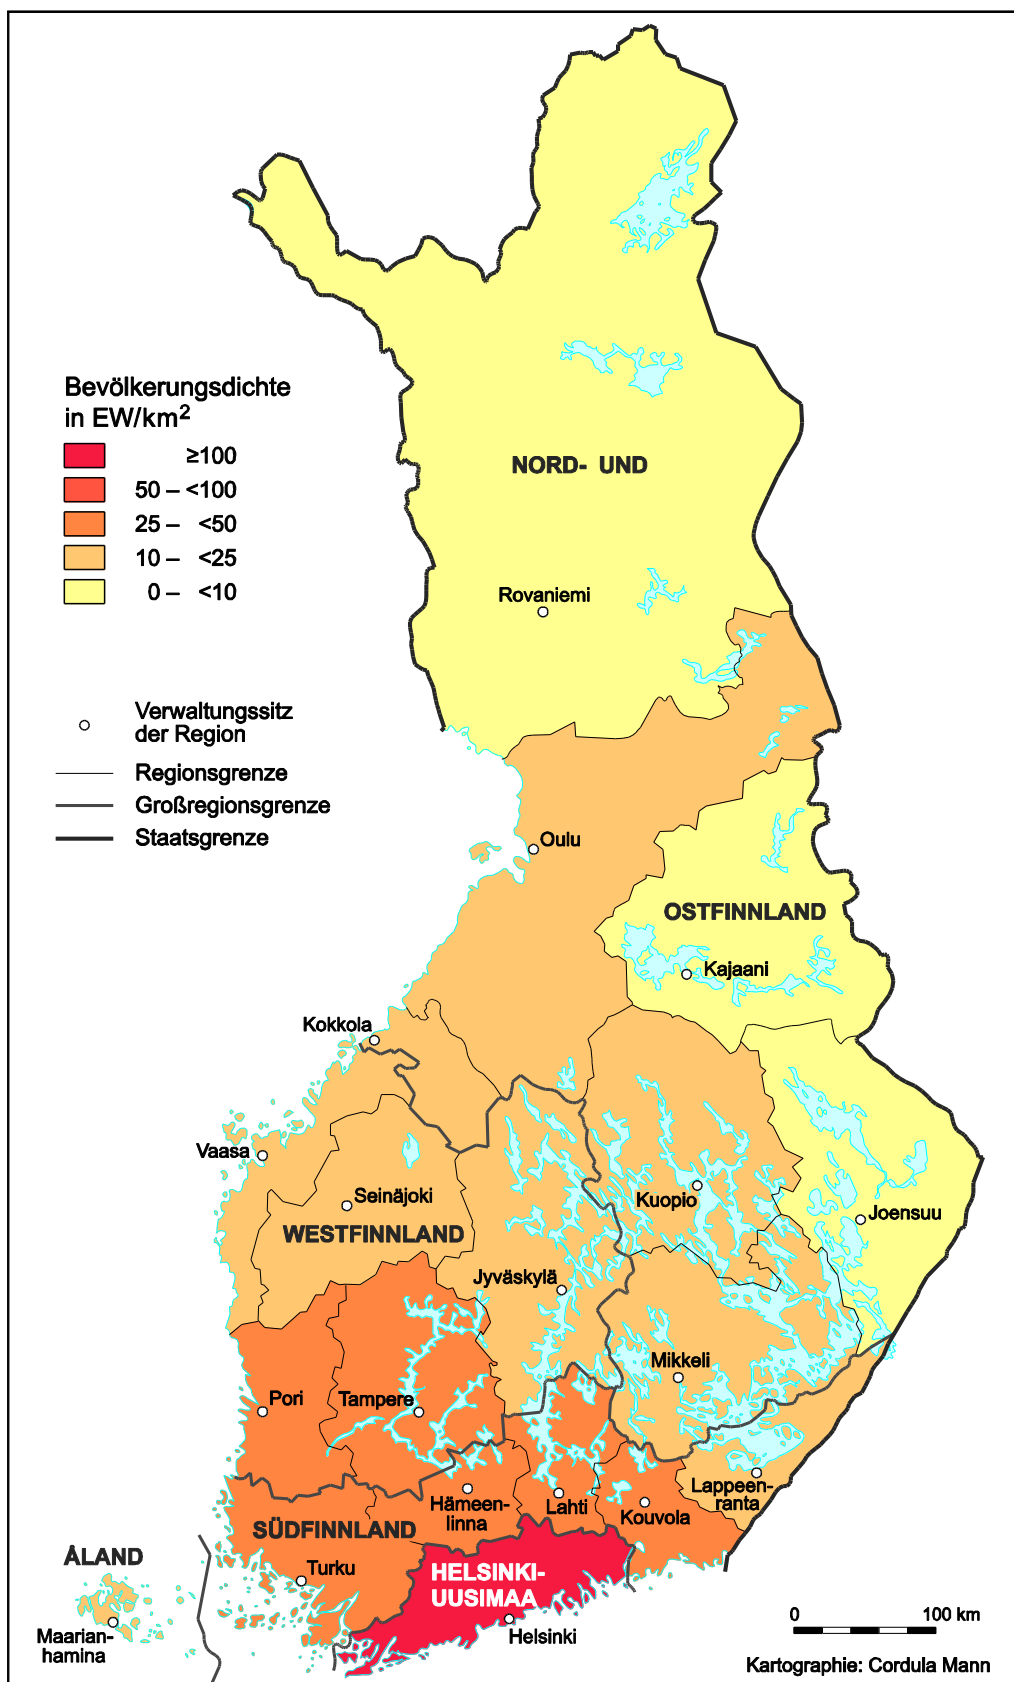 Bevölkerungsdichte
in EW/km²
≥100
50 – <100
25 – <50
10 – <25
0 – <10
Verwaltungssitz
der Region
Regionsgrenze
Großregionsgrenze
Staatsgrenze
NORD- UND
Rovaniemi
Oulu
OSTFINNLAND
Kajaani
Kokkola
Vaasa
Seinäjoki
Kuopio
Joensuu
WESTFINNLAND
Jyväskylä
Mikkeli
Pori
Tampere
Lappeen-
ranta
Hämeen-
linna
Lahti
Kouvola
SÜDFINNLAND
ÅLAND
Turku
HELSINKI-
UUSIMAA
Helsinki
Maarian-
hamina
0 100 km
Kartographie: Cordula Mann